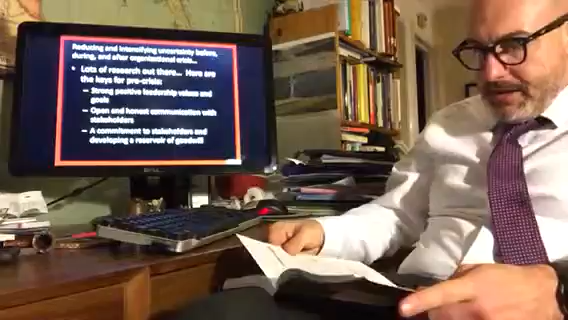 Reducing and intensifying uncertainty before,
during, and after organizational crisis...
• Lots of research out there... Here are
the keys for pre-crisis:
– Strong positive leadership values and
goals
– Open and honest communication with
stakeholders
– A commitment to stakeholders and
developing a reservoir of goodwill
DELL